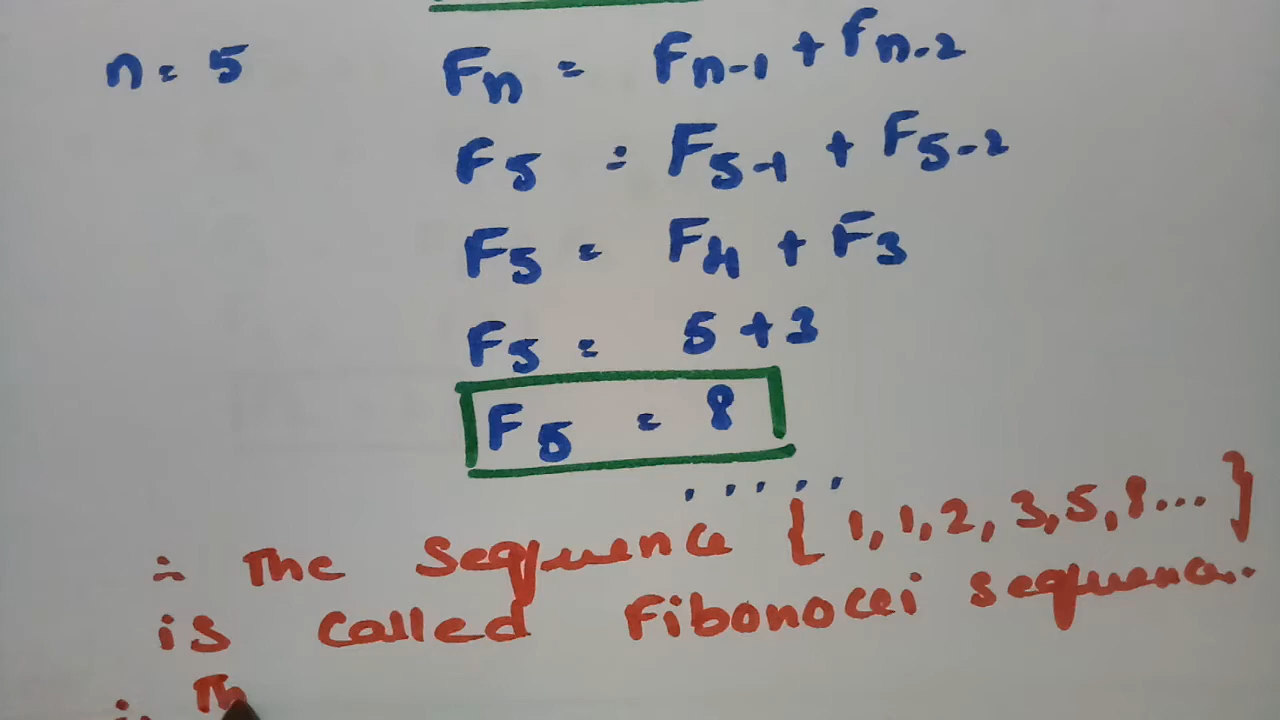 n = 5 Fn = Fn-1 + Fn-2
F5 = F5-1 + F5-2
F5 = F4 + F3
F5 = 5 + 3
F5 = 8
.....
∴ The Sequence { 1, 1, 2, 3, 5, 8... }
is called Fibonocci sequence.
Th